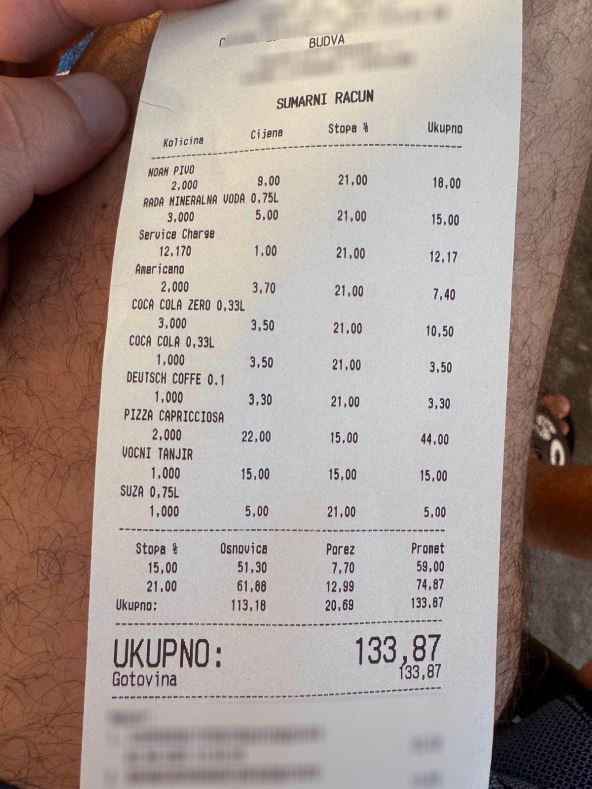 BUDVA
SUMARNI RACUN
Kolicina Cijena Stopa % Ukupno
NOAM PIVO
2,000 9,00 21,00 18,00
RADA MINERALNA VODA 0.75L
3,000 5,00 21,00 15,00
Service Charge
12,170 1,00 21,00 12,17
Americano
2,000 3,70 21,00 7,40
COCA COLA ZERO 0,33L
3,000 3,50 21,00 10,50
COCA COLA 0,33L
1,000 3,50 21,00 3,50
DEUTSCH COFFE 0.1
1,000 3,30 21,00 3,30
PIZZA CAPRICCIOSA
2,000 22,00 15,00 44,00
VOCNI TANJIR
1,000 15,00 15,00 15,00
SUZA 0,75L
1,000 5,00 21,00 5,00
Stopa % Osnovica Porez Promet
15,00 51,30 7,70 59,00
21,00 61,88 12,99 74,87
Ukupno: 113,18 20,69 133,87
UKUPNO: 133,87
Gotovina 133,87